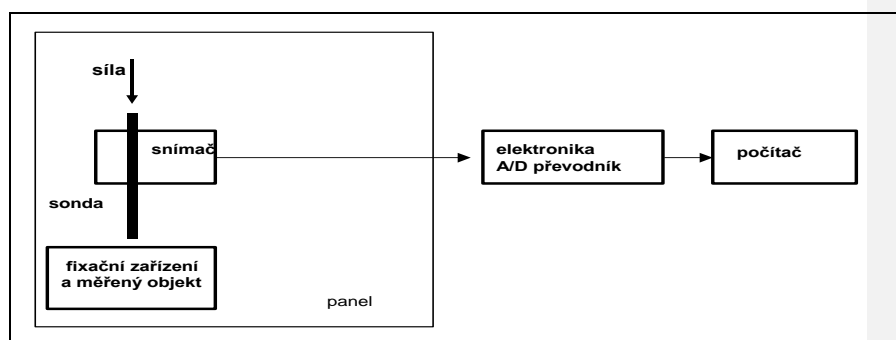 síla
snímač
sonda
fixační zařízení
a měřený objekt
panel
elektronika
A/D převodník
počítač